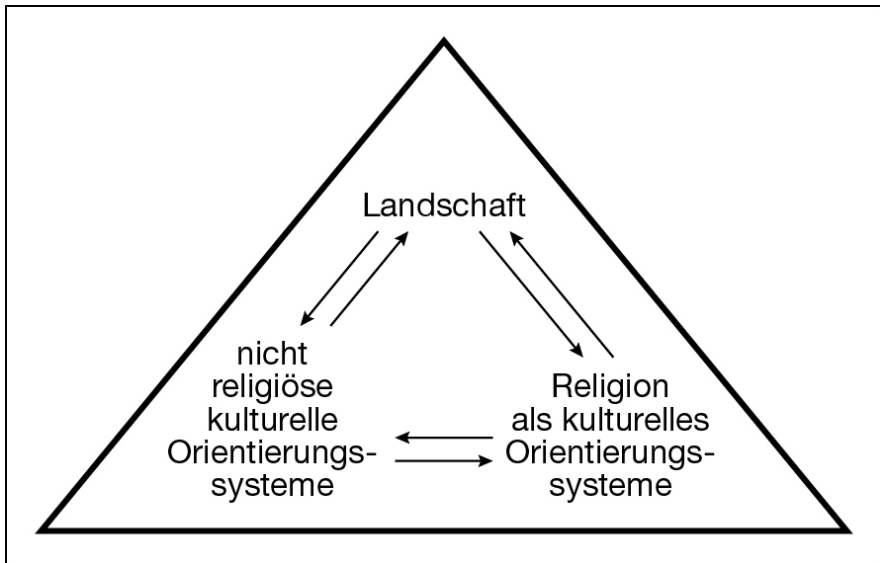 Landschaft
nicht
religiöse
kulturelle
Orientierungs-
systeme
Religion
als kulturelles
Orientierungs-
systeme